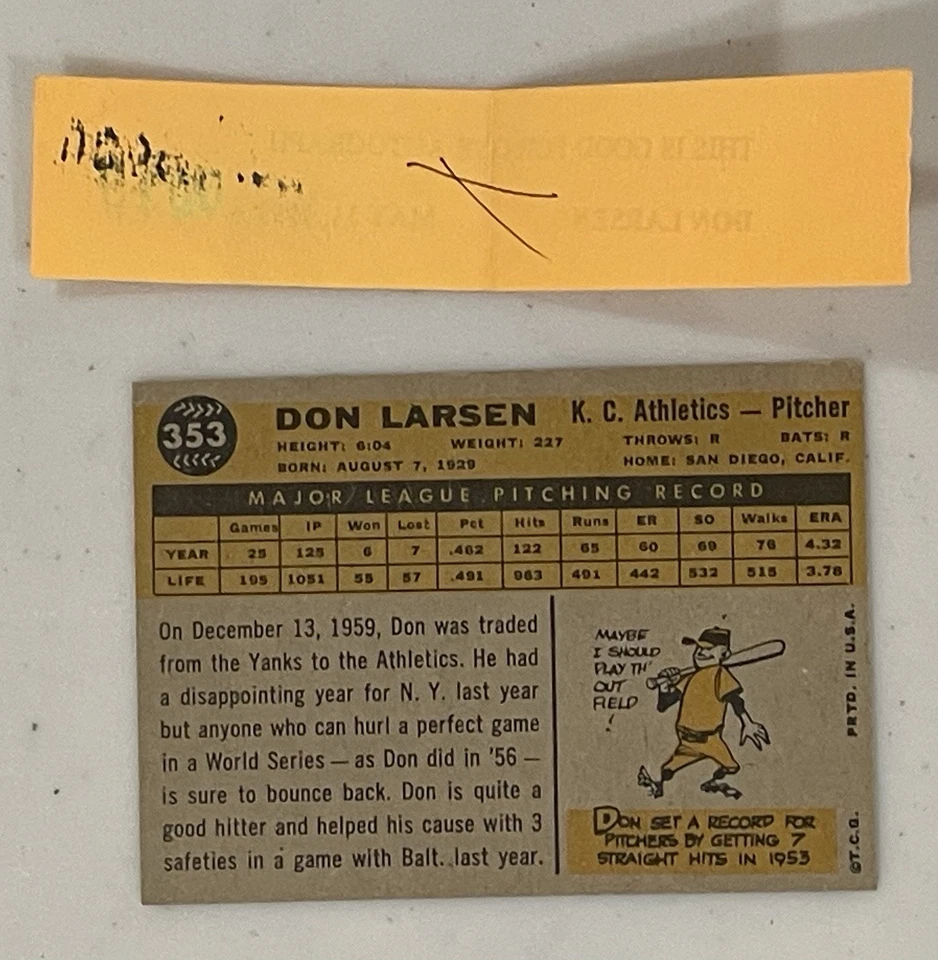 THIS IS GOOD
DON LARSEN
353
DON LARSEN K. C. Athletics — Pitcher
HEIGHT: 6:04 WEIGHT: 227 THROWS: R BATS: R
BORN: AUGUST 7, 1929 HOME: SAN DIEGO, CALIF.
MAJOR LEAGUE PITCHING RECORD
Games IP Won Lost Pct Hits Runs ER SO Walks ERA
YEAR 25 125 6 7 .462 122 65 60 69 76 4.32
LIFE 195 1051 55 57 .491 963 491 442 532 515 3.78
On December 13, 1959, Don was traded
from the Yanks to the Athletics. He had
a disappointing year for N. Y. last year
but anyone who can hurl a perfect game
in a World Series — as Don did in '56 —
is sure to bounce back. Don is quite a
good hitter and helped his cause with 3
safeties in a game with Balt. last year.
MAYBE
I SHOULD
PLAY TH'
OUT
FIELD
!
DON SET A RECORD FOR
PITCHERS BY GETTING 7
STRAIGHT HITS IN 1953
PRTD. IN U.S.A.
©T.C.G.